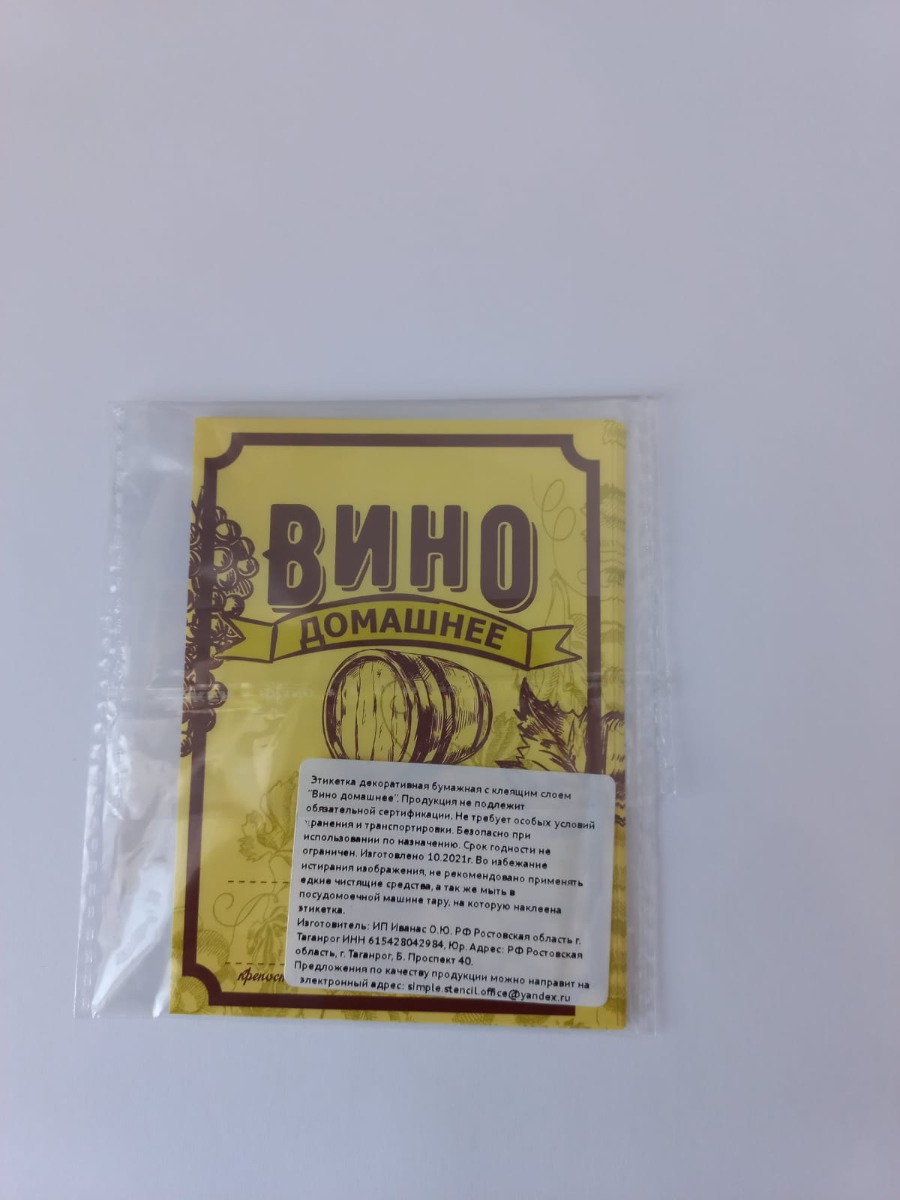 ВИНО
ДОМАШНЕЕ
Этикетка декоративная бумажная с клеящим слоем
"Вино домашнее". Продукция не подлежит
обязательной сертификации. Не требует особых условий
хранения и транспортировки. Безопасно при
использовании по назначению. Срок годности не
ограничен. Изготовлено 10.2021г. Во избежание
истирания изображения, не рекомендовано применять
едкие чистящие средства, а так же мыть в
посудомоечной машине тару, на которую наклеена
этикетка.
Изготовитель: ИП Иванас О.Ю. РФ Ростовская область г.
Таганрог ИНН 615428042984, Юр. Адрес: РФ Ростовская
область, г. Таганрог, Б. Проспект 40.
Предложения по качеству продукции можно направит на
электронный адрес: simple.stencil.office@yandex.ru